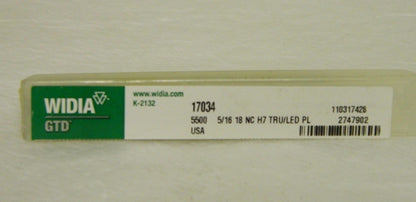 WIDIA
GTD
www.widia.com
K-2132
17034
110317426
5500 5/16 18 NC H7 TRU/LED PL 2747902
USA